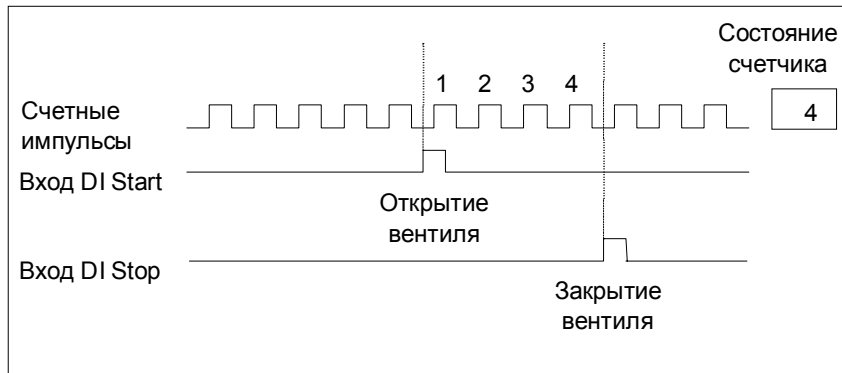 Состояние
счетчика
1 2 3 4
Счетные
импульсы
4
Вход DI Start
Открытие
вентиля
Вход DI Stop
Закрытие
вентиля